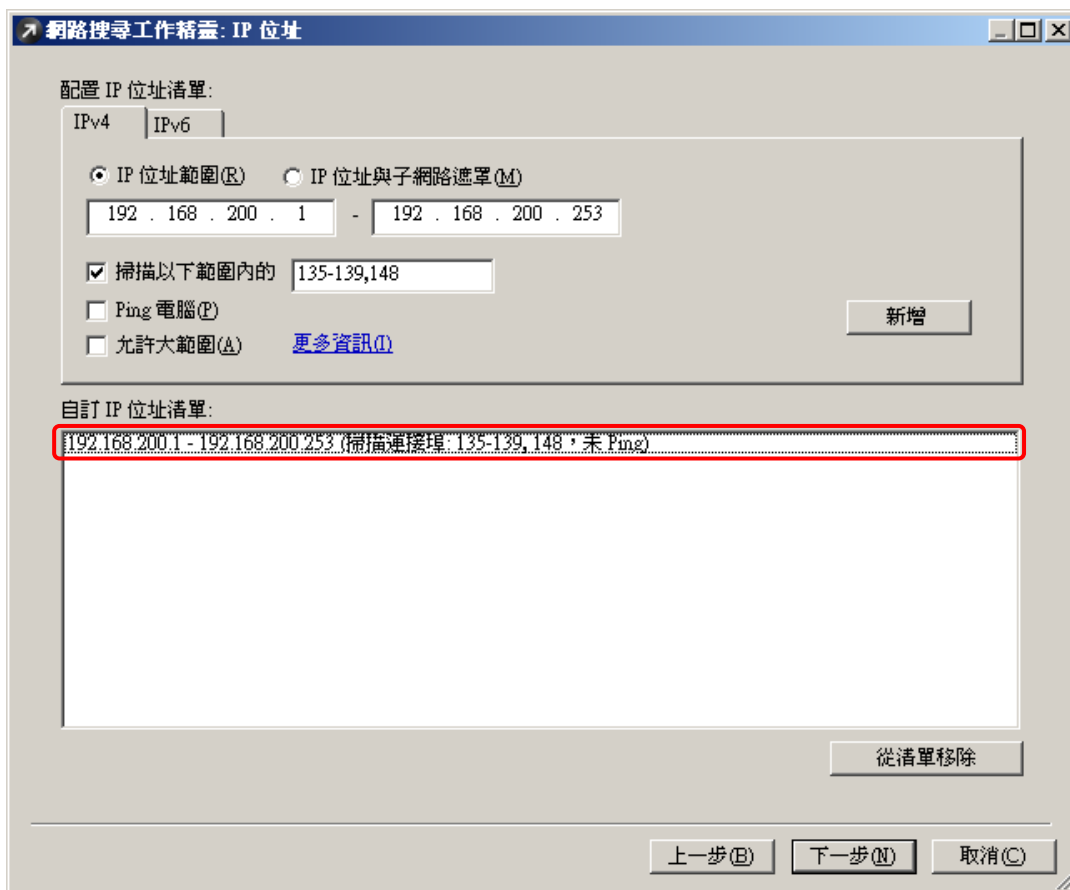 網路搜尋工作精靈: IP 位址
配置 IP 位址清單:
IPv4 IPv6
IP 位址範圍(R) IP 位址與子網路遮罩(M)
192 . 168 . 200 . 1 - 192 . 168 . 200 . 253
掃描以下範圍內的 135-139,148
Ping 電腦(P)
新增
允許大範圍(A) 更多資訊(I)
自訂 IP 位址清單:
192.168.200.1 - 192.168.200.253 (掃描連接埠: 135-139, 148，未 Ping)
從清單移除
上一步(B) 下一步(N) 取消(C)